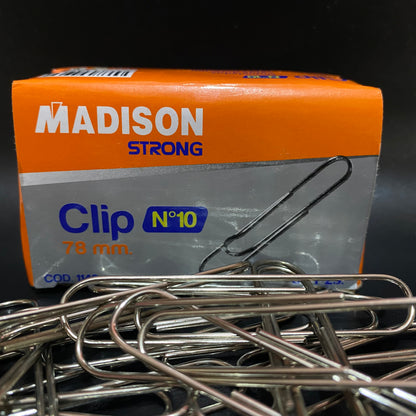 MADISON
STRONG
Clip N°10
78 mm.
COD.